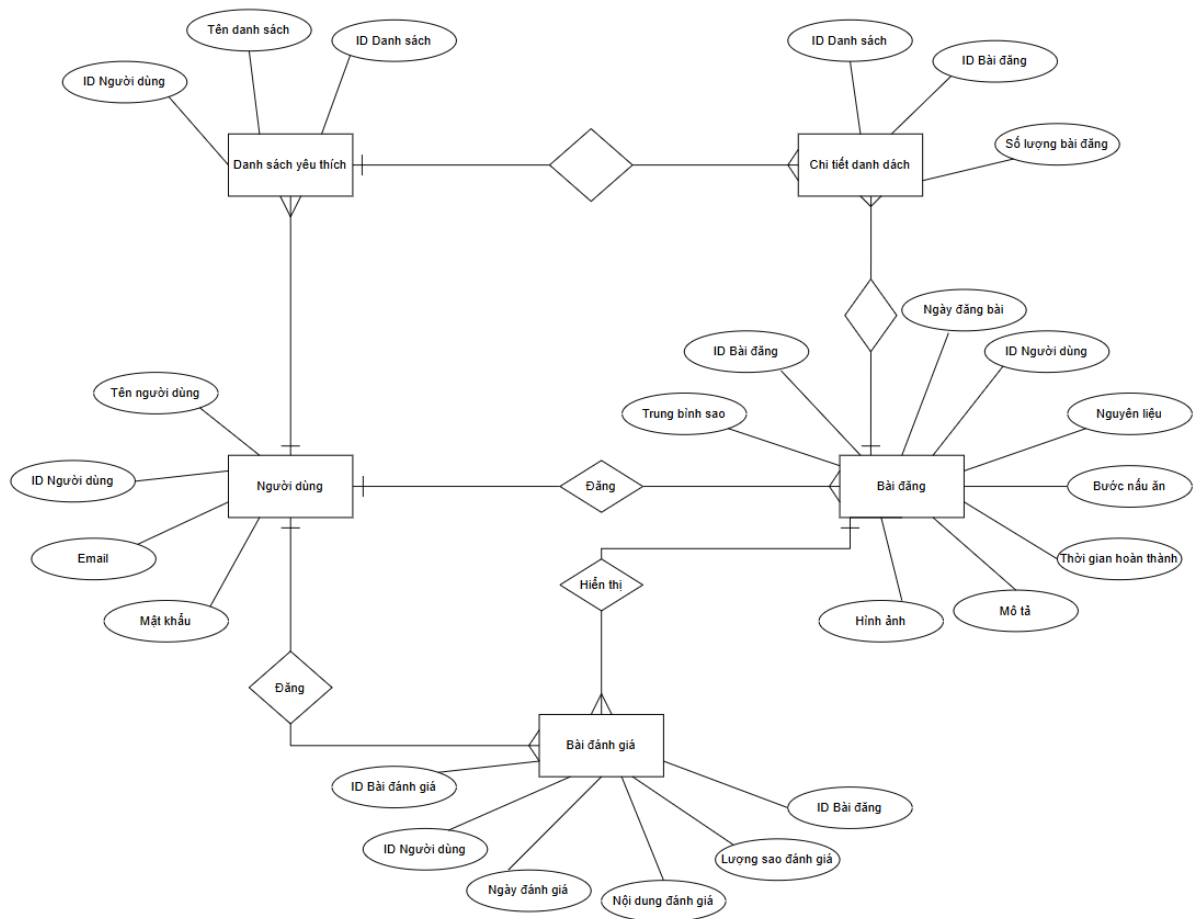 Tên danh sách
ID Danh sách
ID Người dùng
Danh sách yêu thích
ID Danh sách
ID Bài đăng
Số lượng bài đăng
Chi tiết danh dách
Ngày đăng bài
ID Bài đăng
ID Người dùng
Trung bình sao
Nguyên liệu
Bài đăng
Bước nấu ăn
Thời gian hoàn thành
Mô tả
Hình ảnh
Tên người dùng
ID Người dùng
Người dùng
Email
Mật khẩu
Đăng
Hiển thị
Đăng
Bài đánh giá
ID Bài đánh giá
ID Người dùng
Ngày đánh giá
Nội dung đánh giá
Lượng sao đánh giá
ID Bài đăng